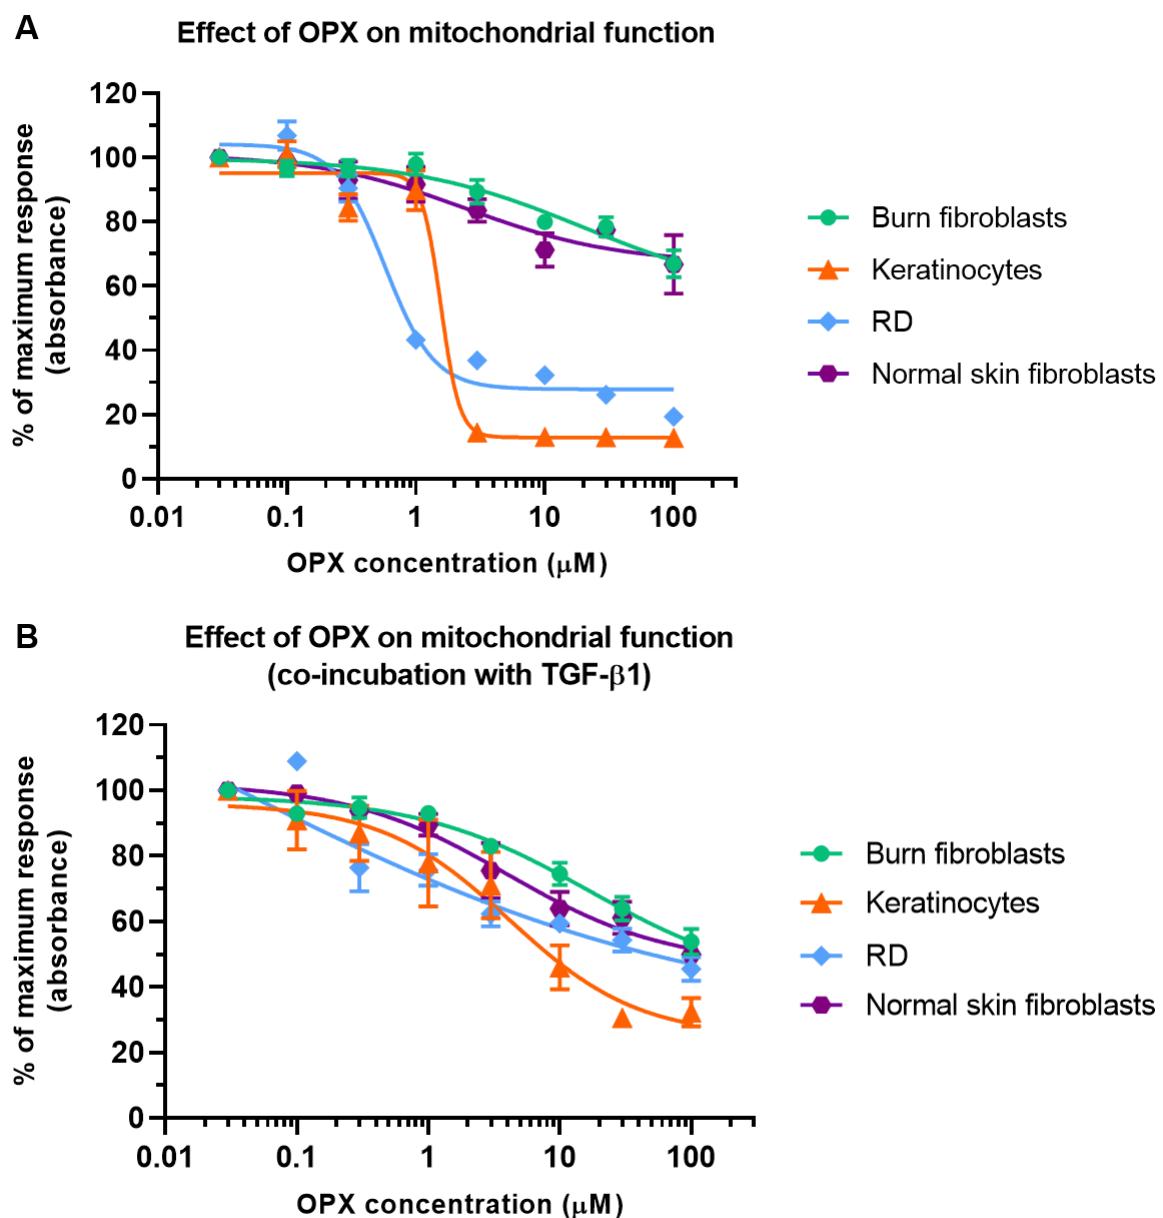 A
Effect of OPX on mitochondrial function
% of maximum response
(absorbance)
120
100
80
60
40
20
0
0.01 0.1 1 10 100
OPX concentration (μM)
Burn fibroblasts
Keratinocytes
RD
Normal skin fibroblasts
B
Effect of OPX on mitochondrial function
(co-incubation with TGF-β1)
% of maximum response
(absorbance)
120
100
80
60
40
20
0
0.01 0.1 1 10 100
OPX concentration (μM)
Burn fibroblasts
Keratinocytes
RD
Normal skin fibroblasts